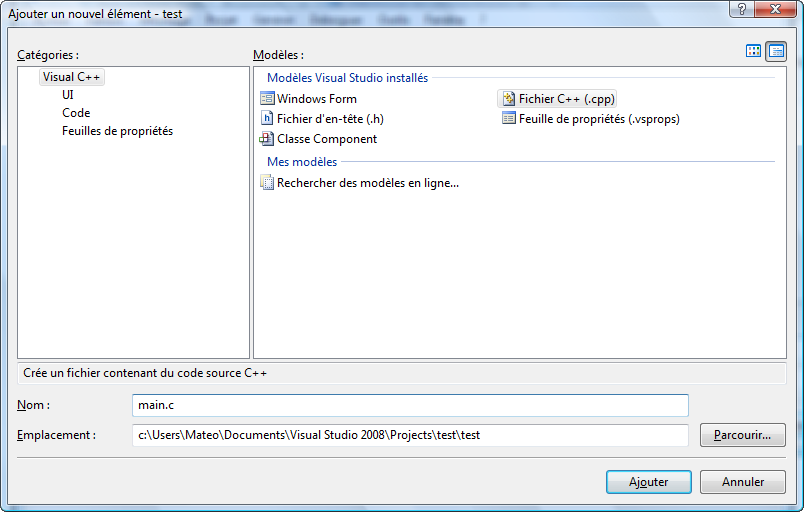 Ajouter un nouvel élément - test
Catégories :
Modèles :
Visual C++
UI
Code
Feuilles de propriétés
Modèles Visual Studio installés
Windows Form
Fichier C++ (.cpp)
Fichier d'en-tête (.h)
Feuille de propriétés (.vsprops)
Classe Component
Mes modèles
Rechercher des modèles en ligne...
Crée un fichier contenant du code source C++
Nom :
main.c
Emplacement :
c:\Users\Mateo\Documents\Visual Studio 2008\Projects\test\test
Parcourir...
Ajouter
Annuler